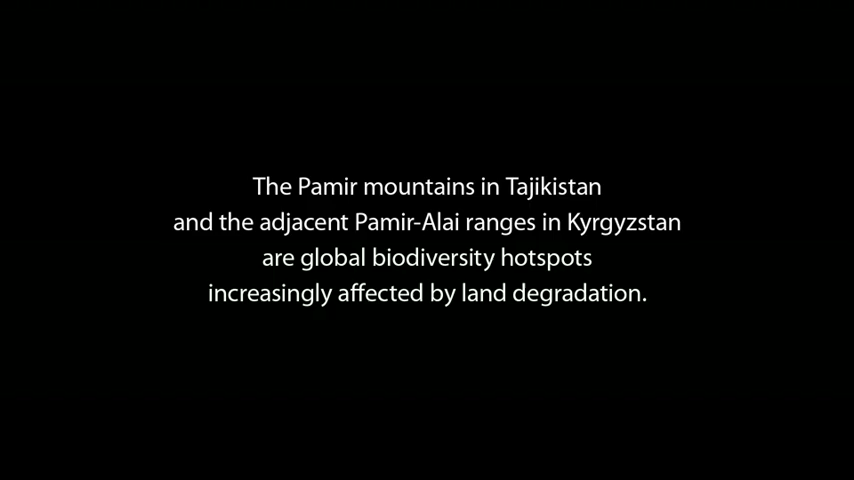 The Pamir mountains in Tajikistan
and the adjacent Pamir-Alai ranges in Kyrgyzstan
are global biodiversity hotspots
increasingly affected by land degradation.